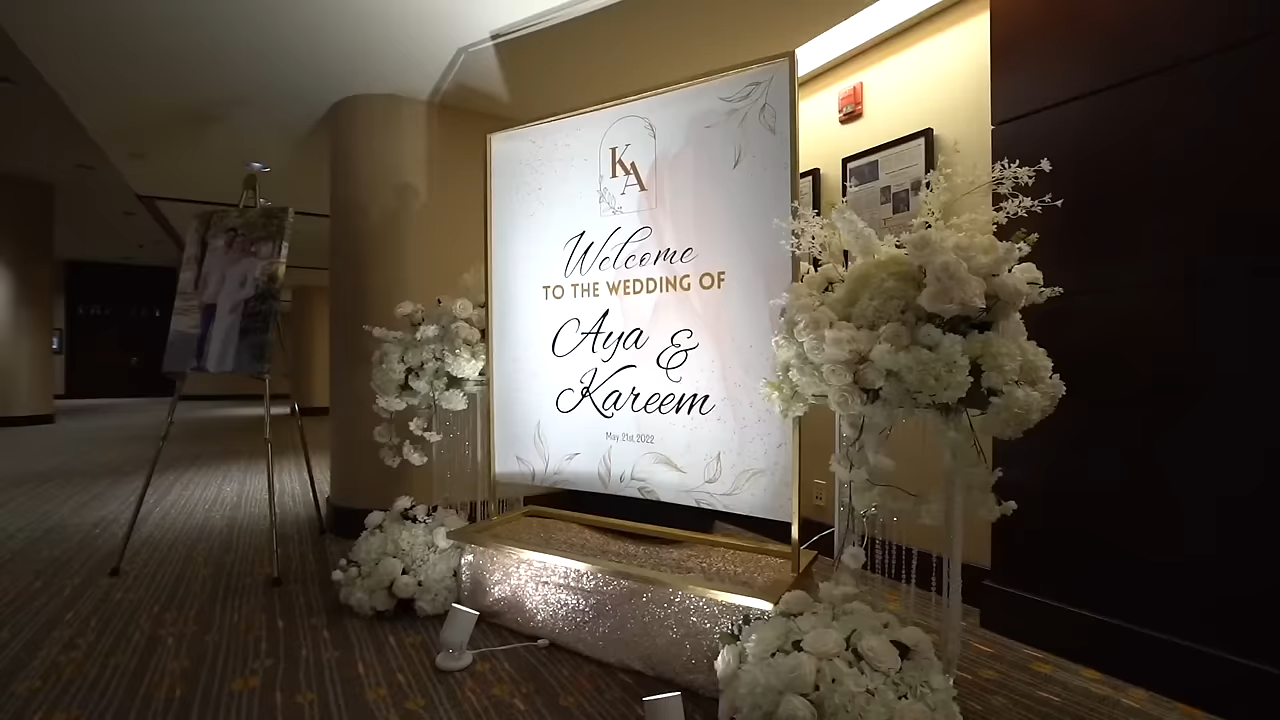 KA
Welcome
TO THE WEDDING OF
Aya &
Kareem
May 21st, 2022